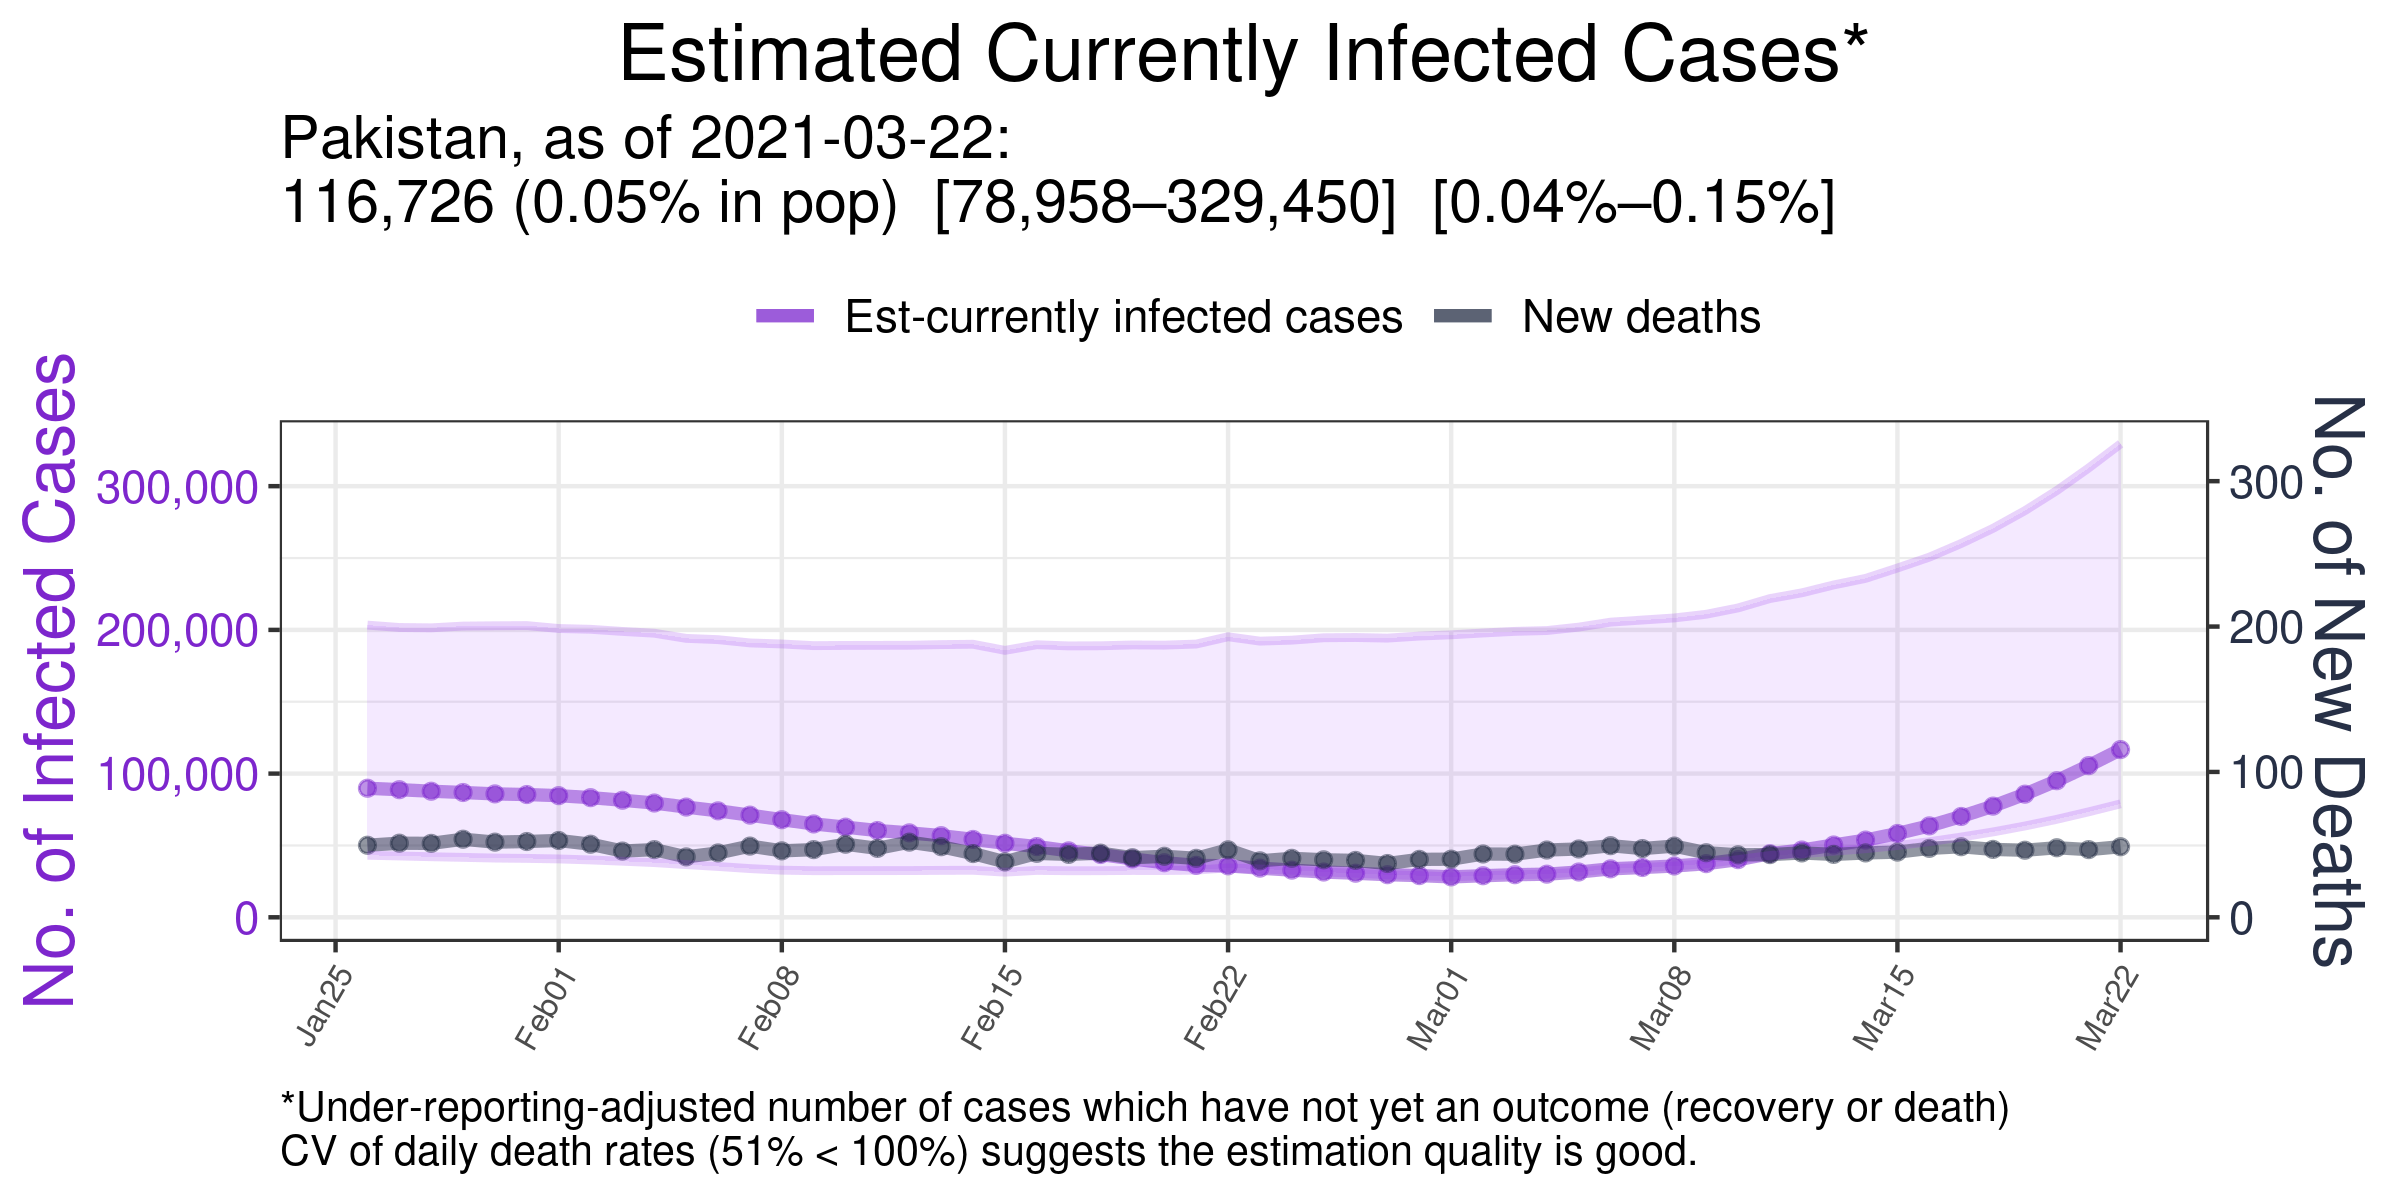 Estimated Currently Infected Cases*
Pakistan, as of 2021-03-22:
116,726 (0.05% in pop)  [78,958–329,450]  [0.04%–0.15%]
Est-currently infected cases
New deaths
No. of Infected Cases
300,000
200,000
100,000
0
300
200
100
0
No. of New Deaths
Jan25
Feb01
Feb08
Feb15
Feb22
Mar01
Mar08
Mar15
Mar22
*Under-reporting-adjusted number of cases which have not yet an outcome (recovery or death)
CV of daily death rates (51% < 100%) suggests the estimation quality is good.